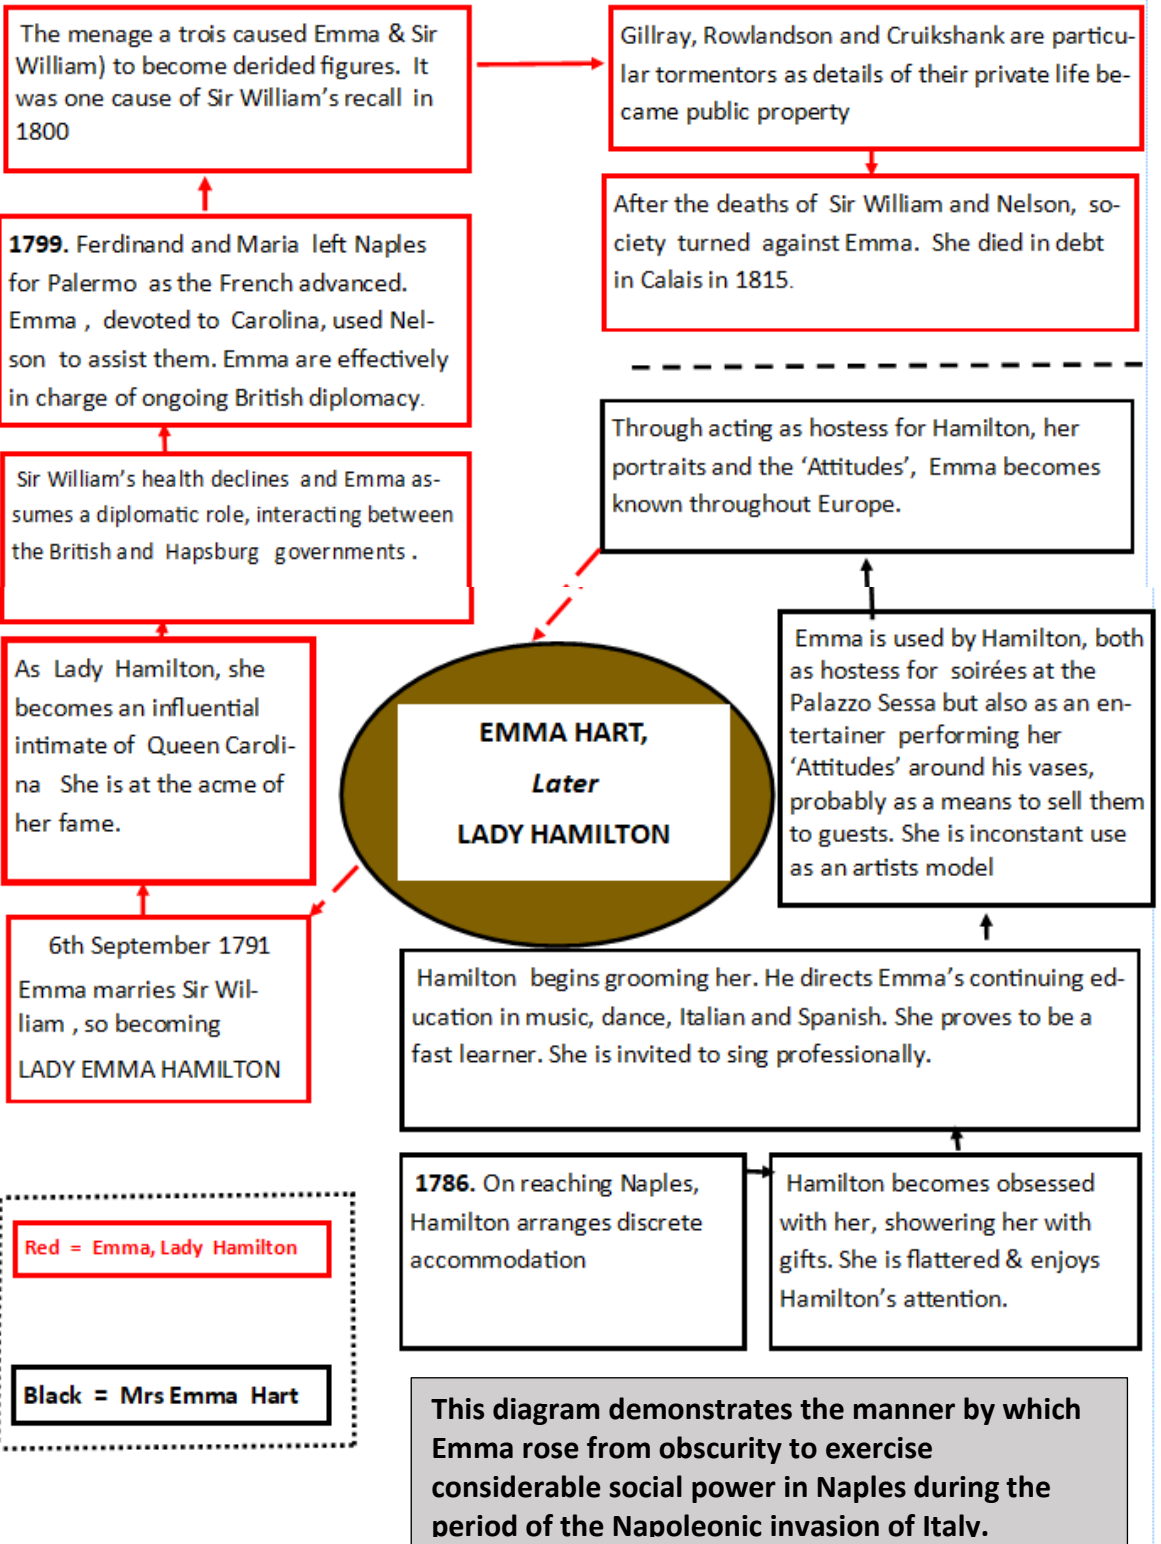 The menage a trois caused Emma & Sir
William) to become derided figures. It
was one cause of Sir William's recall in
1800
Gillray, Rowlandson and Cruikshank are particu-
lar tormentors as details of their private life be-
came public property
After the deaths of Sir William and Nelson, so-
ciety turned against Emma. She died in debt
in Calais in 1815.
1799. Ferdinand and Maria left Naples
for Palermo as the French advanced.
Emma , devoted to Carolina, used Nel-
son to assist them. Emma are effectively
in charge of ongoing British diplomacy.
Sir William's health declines and Emma as-
sumes a diplomatic role, interacting between
the British and Hapsburg governments .
As Lady Hamilton, she
becomes an influential
intimate of Queen Caroli-
na She is at the acme of
her fame.
6th September 1791
Emma marries Sir Wil-
liam , so becoming
LADY EMMA HAMILTON
Through acting as hostess for Hamilton, her
portraits and the 'Attitudes', Emma becomes
known throughout Europe.
Emma is used by Hamilton, both
as hostess for soirées at the
Palazzo Sessa but also as an en-
tertainer performing her
'Attitudes' around his vases,
probably as a means to sell them
to guests. She is inconstant use
as an artists model
EMMA HART,
Later
LADY HAMILTON
Hamilton begins grooming her. He directs Emma's continuing ed-
ucation in music, dance, Italian and Spanish. She proves to be a
fast learner. She is invited to sing professionally.
1786. On reaching Naples,
Hamilton arranges discrete
accommodation
Hamilton becomes obsessed
with her, showering her with
gifts. She is flattered & enjoys
Hamilton's attention.
Red = Emma, Lady Hamilton
Black = Mrs Emma Hart
This diagram demonstrates the manner by which
Emma rose from obscurity to exercise
considerable social power in Naples during the
period of the Napoleonic invasion of Italy.